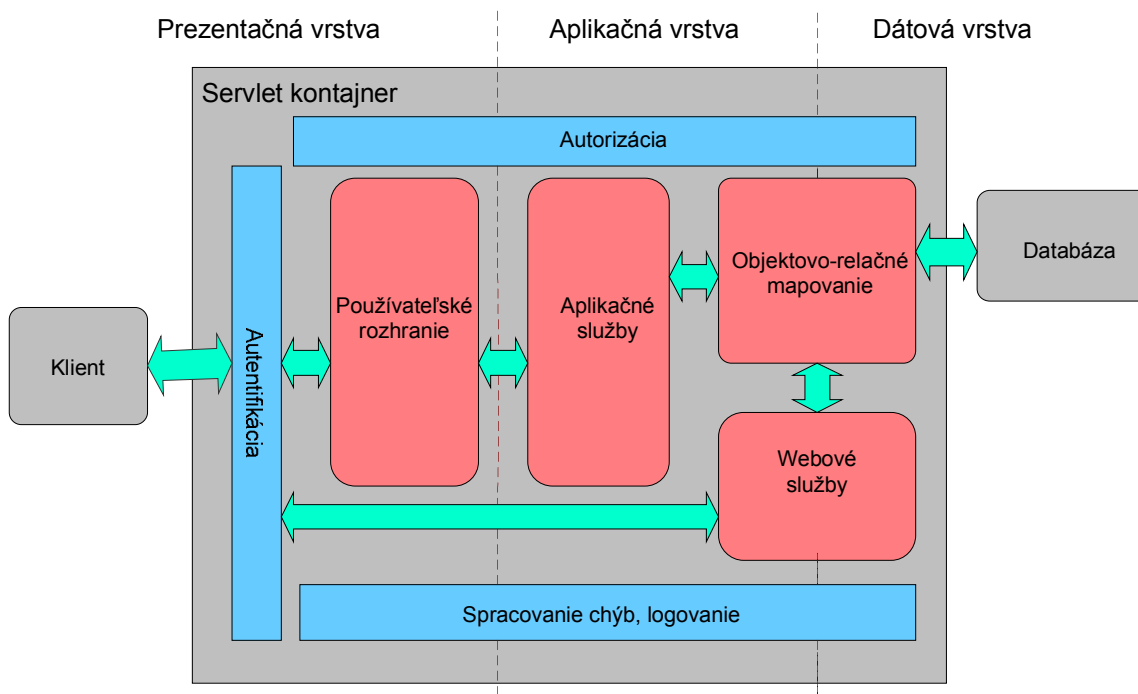 Prezentačná vrstva
Aplikačná vrstva
Dátová vrstva
Servlet kontajner
Autorizácia
Klient
Autentifikácia
Používateľské
rozhranie
Aplikačné
služby
Objektovo-relačné
mapovanie
Databáza
Webové
služby
Spracovanie chýb, logovanie